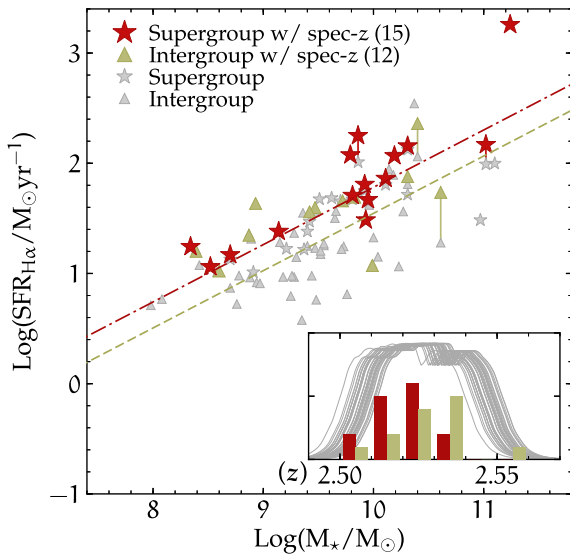 Supergroup w/ spec-z (15)
Intergroup w/ spec-z (12)
Supergroup
Intergroup
3
2
1
0
−1
Log(SFR_Hα/M_⊙yr⁻¹)
(z) 2.50 2.55
8 9 10 11
Log(M_⋆/M_⊙)